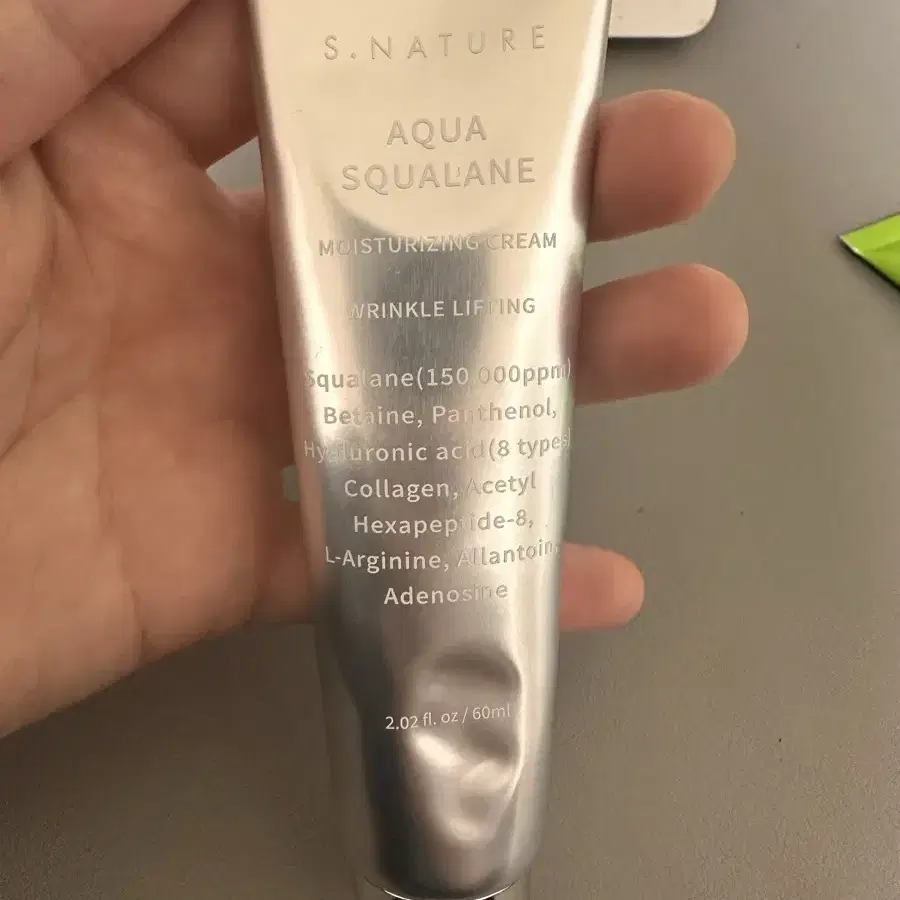 S.NATURE
AQUA
SQUALANE
MOISTURIZING CREAM
WRINKLE LIFTING
Squalane(150,000ppm)
Betaine, Panthenol,
Hyaluronic acid(8 types)
Collagen, Acetyl
Hexapeptide-8,
L-Arginine, Allantoin,
Adenosine
2.02 fl. oz / 60ml